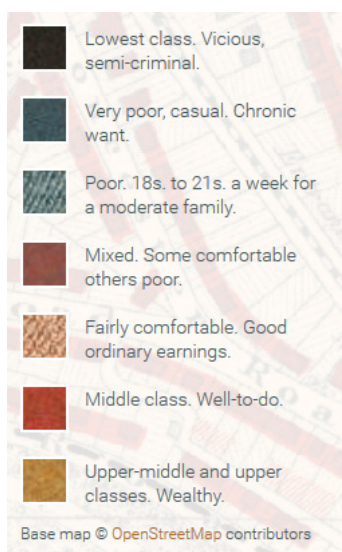 Lowest class. Vicious,
semi-criminal.
Very poor, casual. Chronic
want.
Poor. 18s. to 21s. a week for
a moderate family.
Mixed. Some comfortable
others poor.
Fairly comfortable. Good
ordinary earnings.
Middle class. Well-to-do.
Upper-middle and upper
classes. Wealthy.
Base map © OpenStreetMap contributors